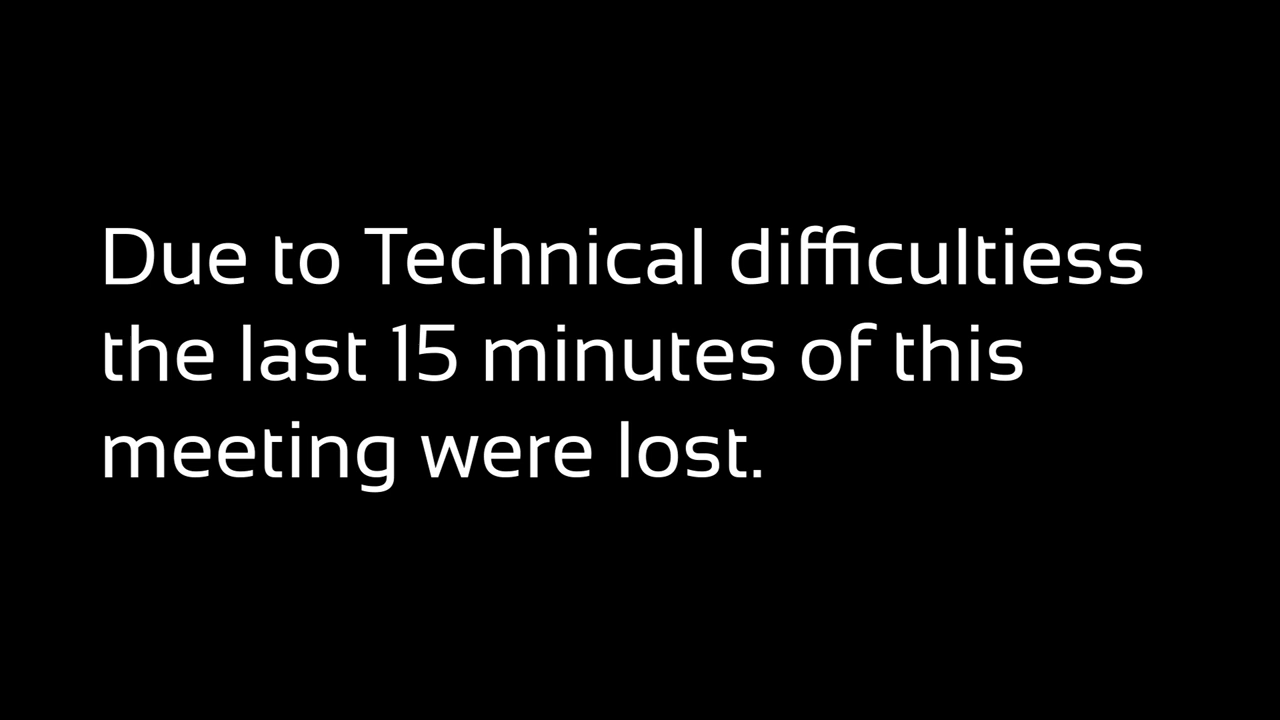 Due to Technical difficultiess
the last 15 minutes of this
meeting were lost.